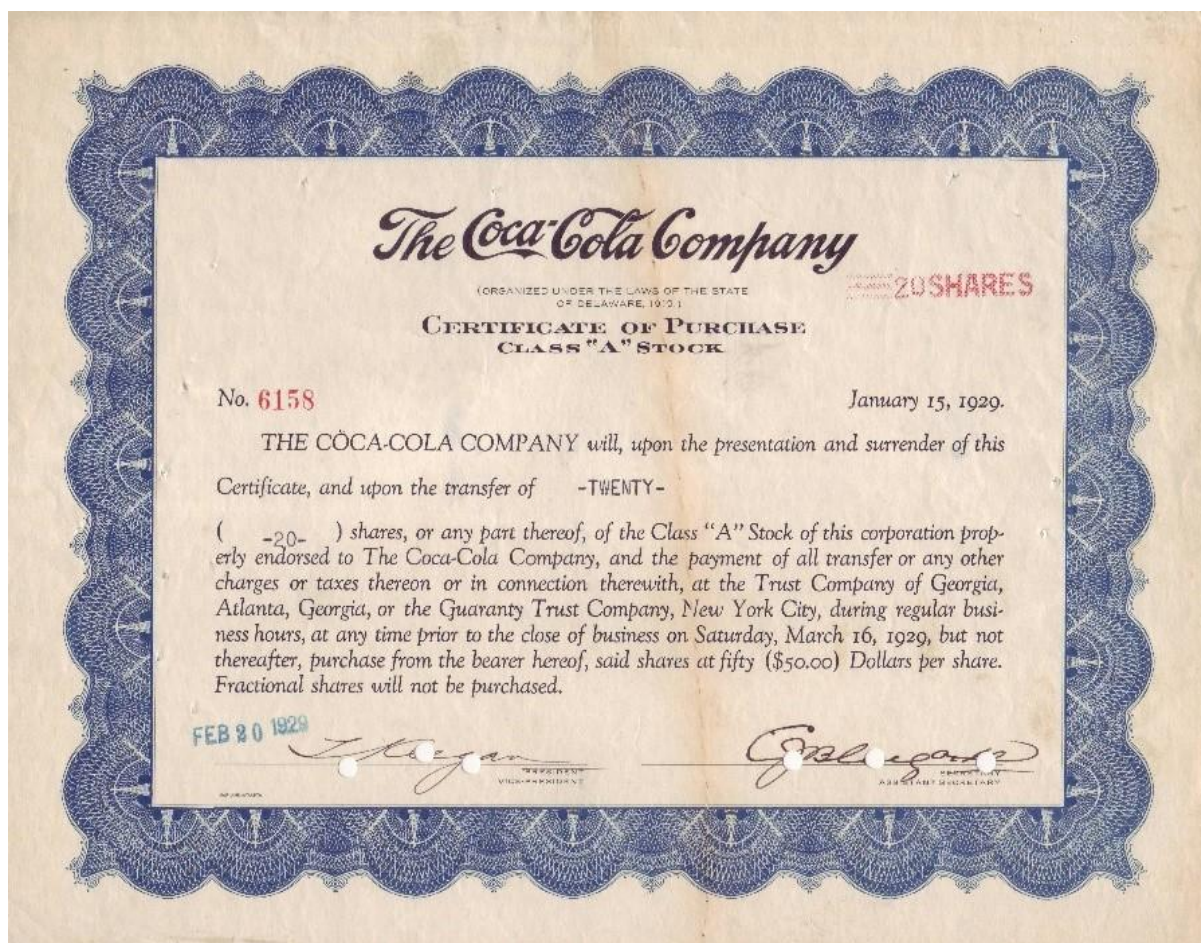 The Coca-Cola Company
(ORGANIZED UNDER THE LAWS OF THE STATE
OF DELAWARE, 1919.)
20 SHARES
CERTIFICATE OF PURCHASE
CLASS "A" STOCK
No. 6158
January 15, 1929.
THE COCA-COLA COMPANY will, upon the presentation and surrender of this
Certificate, and upon the transfer of -TWENTY-
( -20- ) shares, or any part thereof, of the Class "A" Stock of this corporation prop-
erly endorsed to The Coca-Cola Company, and the payment of all transfer or any other
charges or taxes thereon or in connection therewith, at the Trust Company of Georgia,
Atlanta, Georgia, or the Guaranty Trust Company, New York City, during regular busi-
ness hours, at any time prior to the close of business on Saturday, March 16, 1929, but not
thereafter, purchase from the bearer hereof, said shares at fifty ($50.00) Dollars per share.
Fractional shares will not be purchased.
FEB 20 1929
PRESIDENT
VICE-PRESIDENT
SECRETARY
ASSISTANT SECRETARY